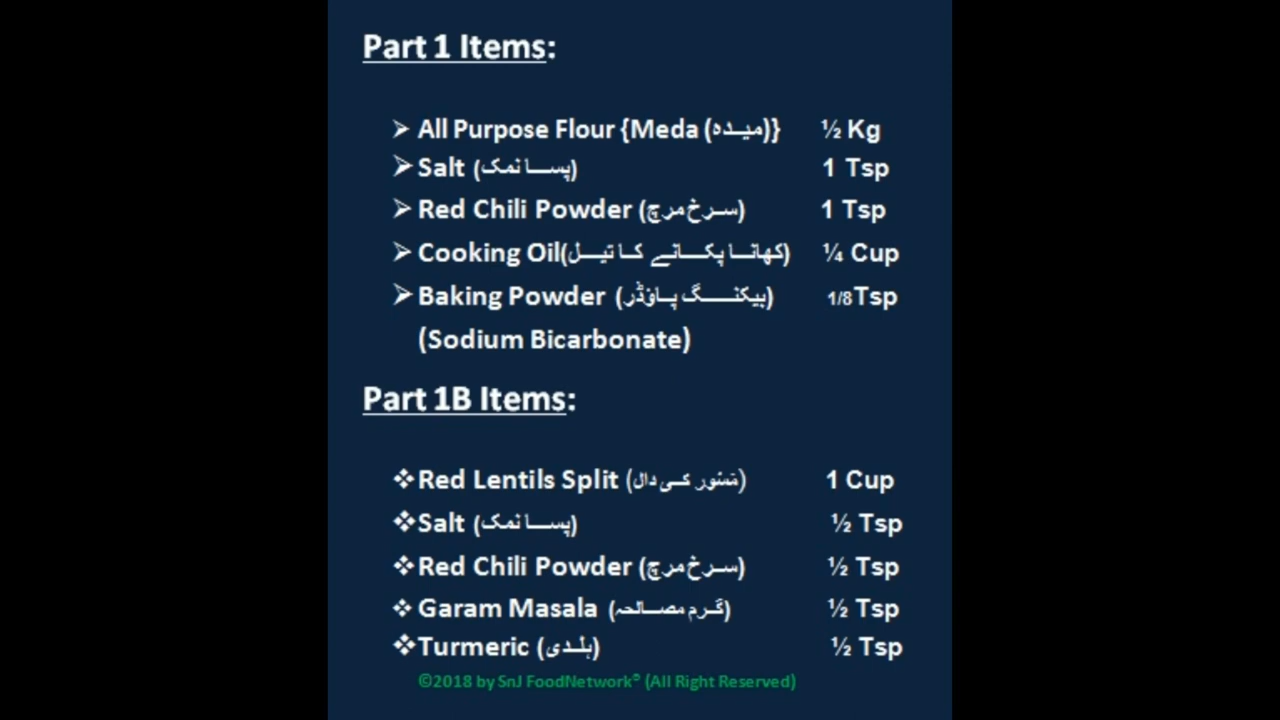 Part 1 Items:
➢ All Purpose Flour {Meda (میدہ)} ½ Kg
➢ Salt (پسا نمک) 1 Tsp
➢ Red Chili Powder (سرخ مرچ) 1 Tsp
➢ Cooking Oil(کھانا پکانے کا تیل) ¼ Cup
➢ Baking Powder (بیکنگ پاؤڈر) 1/8Tsp
(Sodium Bicarbonate)
Part 1B Items:
❖ Red Lentils Split (مَسُور کی دال) 1 Cup
❖ Salt (پسا نمک) ½ Tsp
❖ Red Chili Powder (سرخ مرچ) ½ Tsp
❖ Garam Masala (گرم مصالحہ) ½ Tsp
❖ Turmeric (ہلدی) ½ Tsp
©2018 by SnJ FoodNetwork® (All Right Reserved)